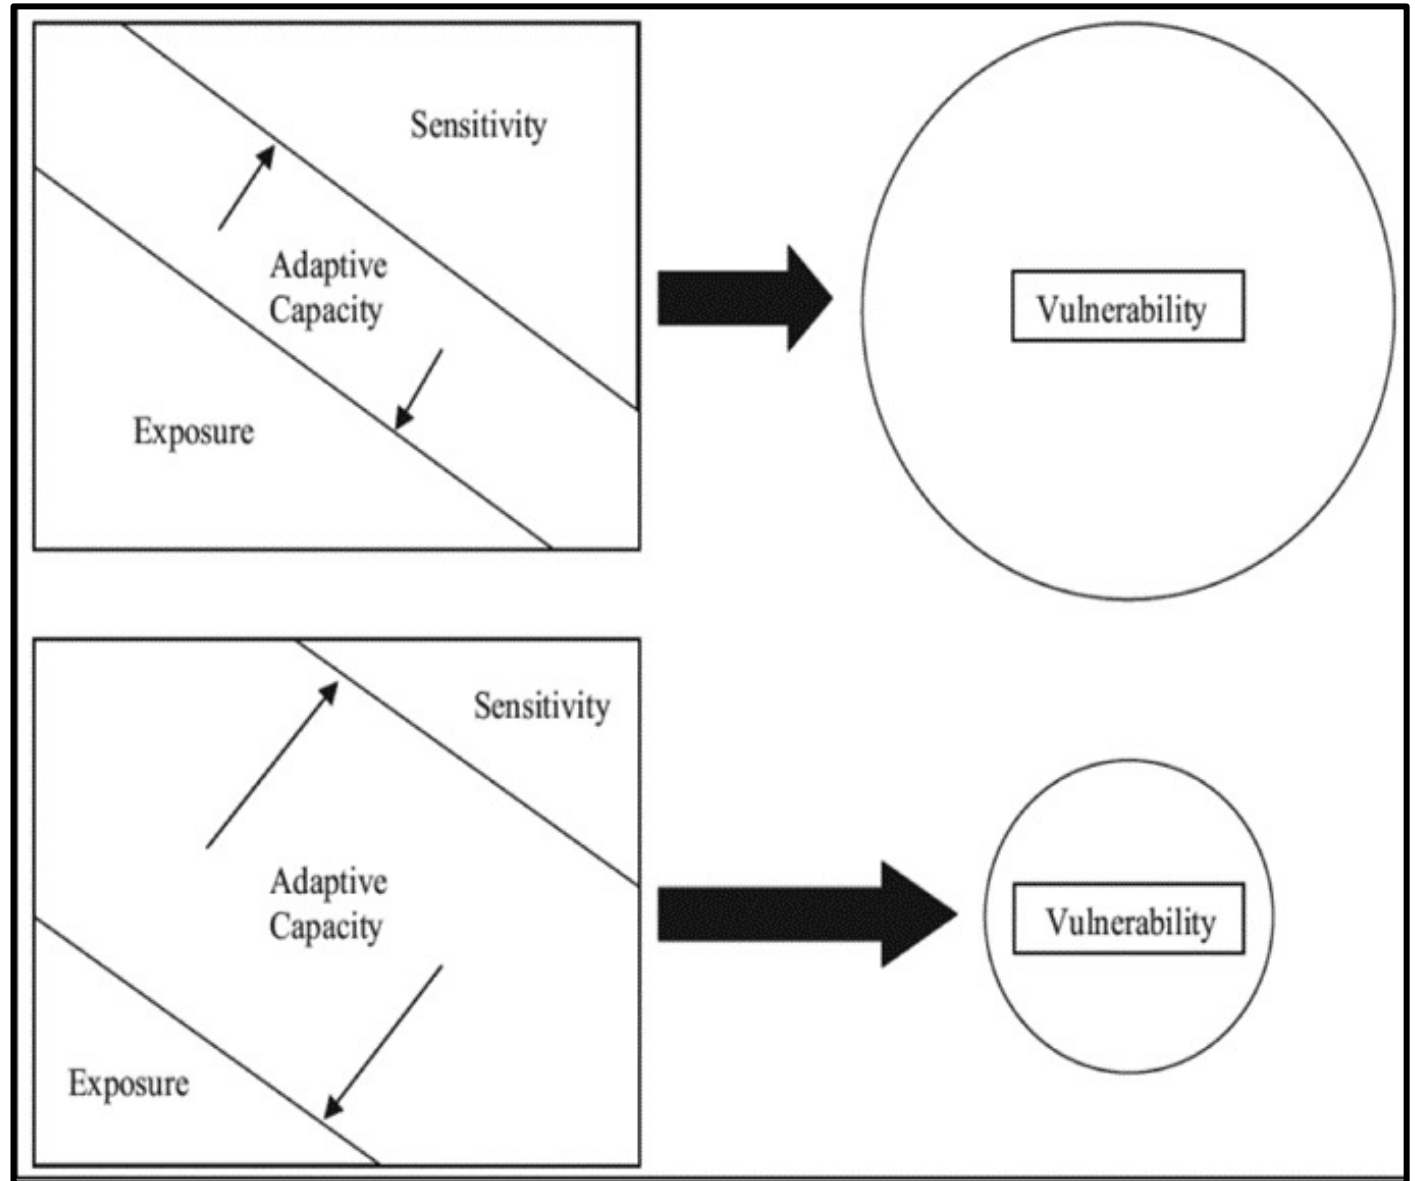 Sensitivity
Adaptive
Capacity
Exposure
Vulnerability
Sensitivity
Adaptive
Capacity
Exposure
Vulnerability